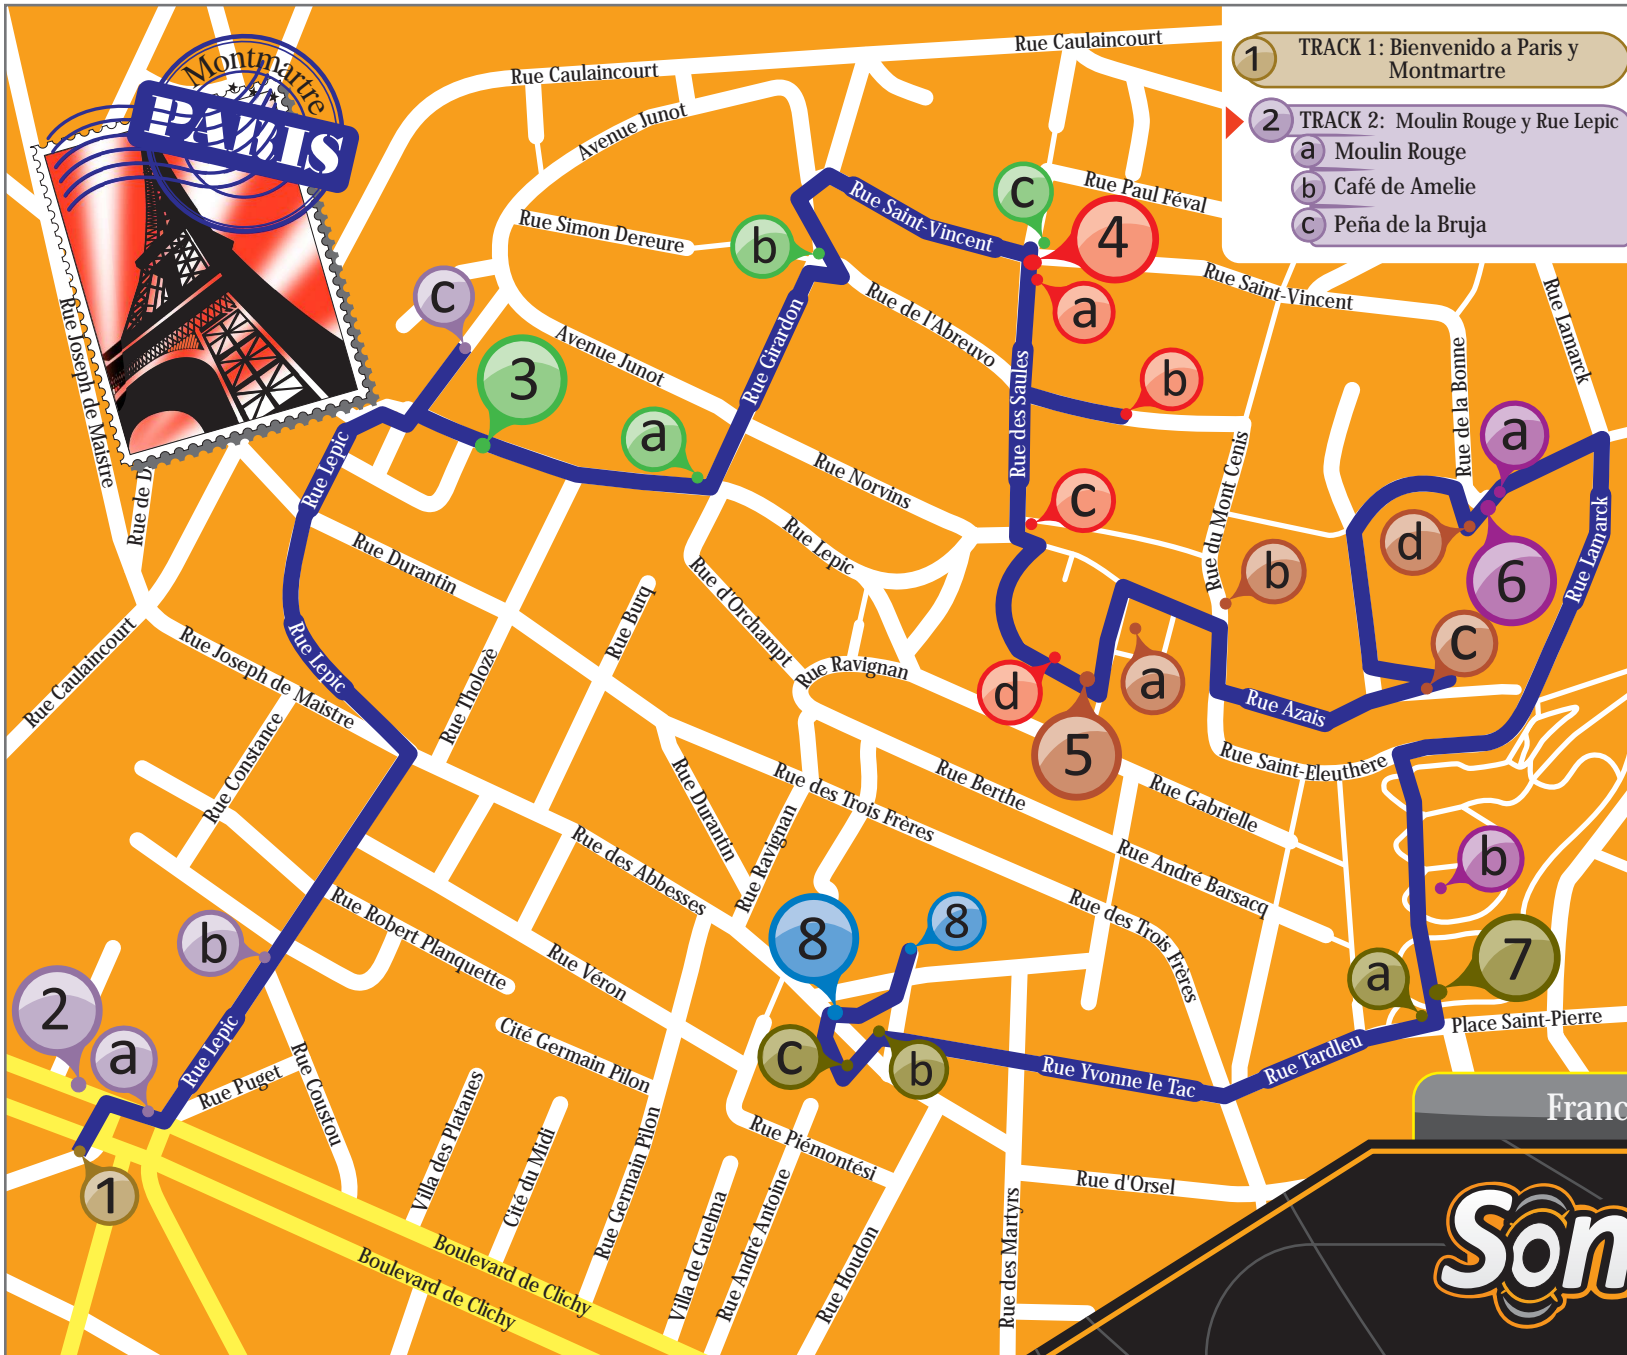 Montmartre
PARIS
1
TRACK 1: Bienvenido a Paris y
Montmartre
2
TRACK 2: Moulin Rouge y Rue Lepic
a
Moulin Rouge
b
Café de Amelie
c
Peña de la Bruja
Rue Caulaincourt
Rue Caulaincourt
Avenue Junot
Rue Paul Féval
Rue Saint-Vincent
Rue Simon Dereure
c
4
b
c
a
Rue Saint-Vincent
Rue Lamarck
Rue Joseph de Maistre
Rue de l'Abreuvo
Avenue Junot
Rue Girardon
Rue des Saules
3
b
Rue de la Bonne
a
a
Rue Lepic
Rue Norvins
Rue du Mont Cenis
c
Rue de D
Rue Lepic
d
Rue Durantin
Rue Lamarck
6
b
Rue d'Orchampt
Rue Burq
Rue Caulaincourt
Rue Joseph de Maistre
Rue Lepic
Rue Tholozè
Rue Ravignan
d
a
c
5
Rue Azais
Rue Constance
Rue Saint-Eleuthère
Rue Durantin
Rue des Trois Frères
Rue Berthe
Rue Gabrielle
Rue Ravignan
Rue des Abbesses
Rue André Barsacq
b
Rue Robert Planquette
Rue des Trois Frères
8
8
b
Rue Véron
a
7
2
a
Rue Lepic
Cité Germain Pilon
Place Saint-Pierre
c
b
Rue Yvonne le Tac
Rue Tardleu
Rue Puget
Rue Coustou
Villa des Platanes
Cité du Midi
Rue Germain Pilon
Rue Piémontési
Franc
1
Rue d'Orsel
Villa de Guelma
Rue André Antoine
Rue Houdon
Rue des Martyrs
Son
Boulevard de Clichy
Boulevard de Clichy